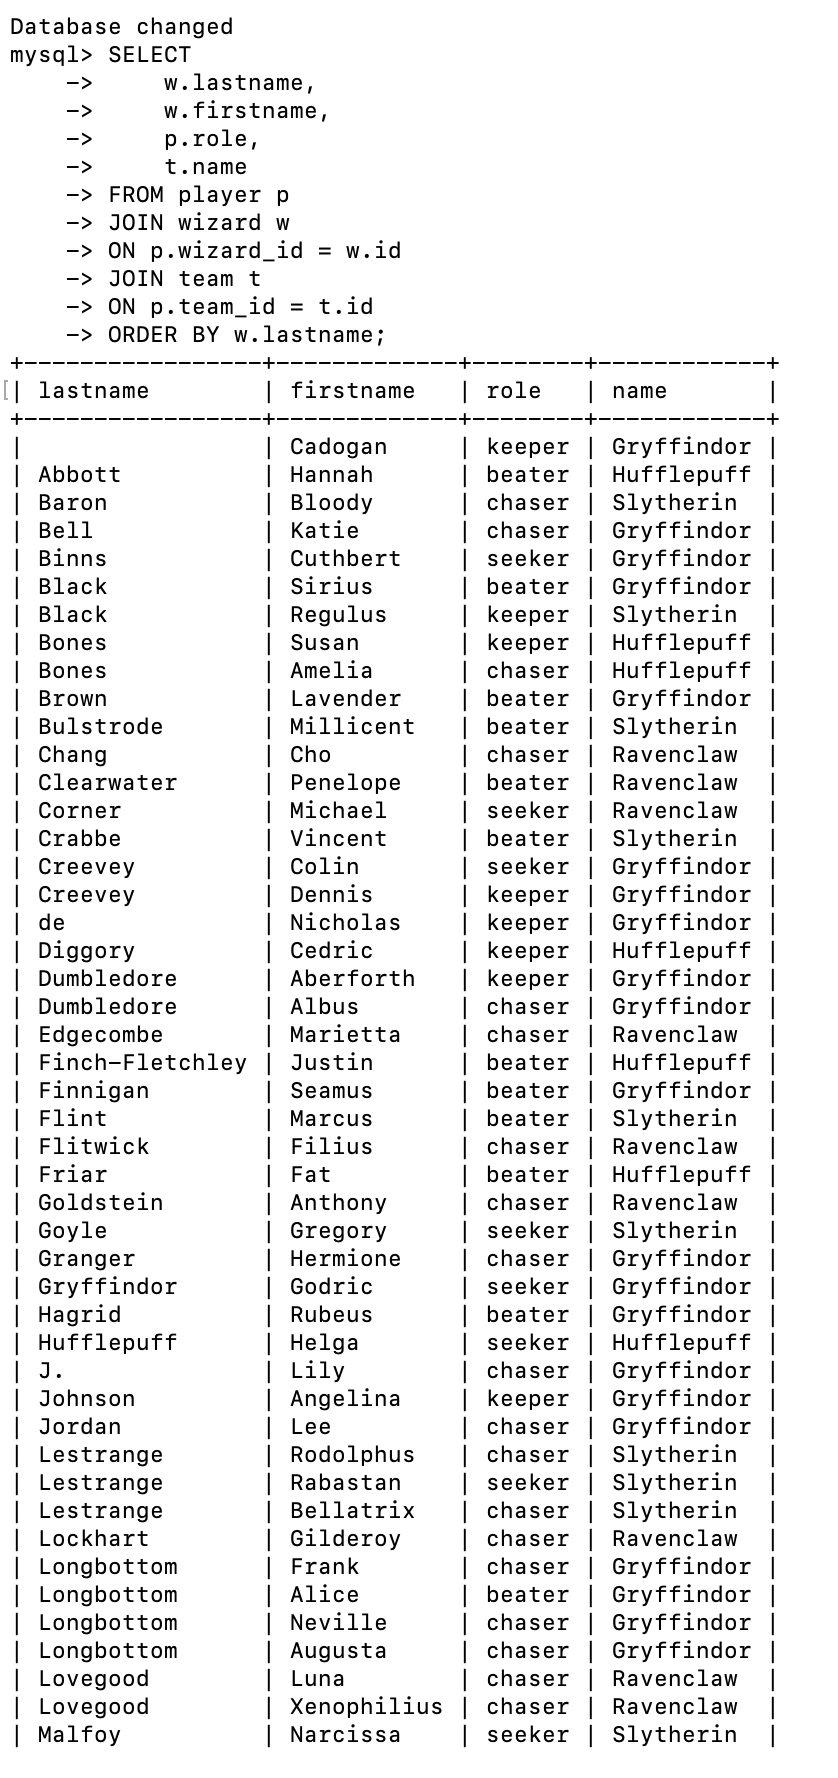 Database changed
mysql> SELECT
    ->     w.lastname,
    ->     w.firstname,
    ->     p.role,
    ->     t.name
    -> FROM player p
    -> JOIN wizard w
    -> ON p.wizard_id = w.id
    -> JOIN team t
    -> ON p.team_id = t.id
    -> ORDER BY w.lastname;
+-----------------+-------------+--------+------------+
[| lastname        | firstname   | role   | name       |
+-----------------+-------------+--------+------------+
|                 | Cadogan     | keeper | Gryffindor |
| Abbott          | Hannah      | beater | Hufflepuff |
| Baron           | Bloody      | chaser | Slytherin  |
| Bell            | Katie       | chaser | Gryffindor |
| Binns           | Cuthbert    | seeker | Gryffindor |
| Black           | Sirius      | beater | Gryffindor |
| Black           | Regulus     | keeper | Slytherin  |
| Bones           | Susan       | keeper | Hufflepuff |
| Bones           | Amelia      | chaser | Hufflepuff |
| Brown           | Lavender    | beater | Gryffindor |
| Bulstrode       | Millicent   | beater | Slytherin  |
| Chang           | Cho         | chaser | Ravenclaw  |
| Clearwater      | Penelope    | beater | Ravenclaw  |
| Corner          | Michael     | seeker | Ravenclaw  |
| Crabbe          | Vincent     | beater | Slytherin  |
| Creevey         | Colin       | seeker | Gryffindor |
| Creevey         | Dennis      | keeper | Gryffindor |
| de              | Nicholas    | keeper | Gryffindor |
| Diggory         | Cedric      | keeper | Hufflepuff |
| Dumbledore      | Aberforth   | keeper | Gryffindor |
| Dumbledore      | Albus       | chaser | Gryffindor |
| Edgecombe       | Marietta    | chaser | Ravenclaw  |
| Finch-Fletchley | Justin      | beater | Hufflepuff |
| Finnigan        | Seamus      | beater | Gryffindor |
| Flint           | Marcus      | beater | Slytherin  |
| Flitwick        | Filius      | chaser | Ravenclaw  |
| Friar           | Fat         | beater | Hufflepuff |
| Goldstein       | Anthony     | chaser | Ravenclaw  |
| Goyle           | Gregory     | seeker | Slytherin  |
| Granger         | Hermione    | chaser | Gryffindor |
| Gryffindor      | Godric      | seeker | Gryffindor |
| Hagrid          | Rubeus      | beater | Gryffindor |
| Hufflepuff      | Helga       | seeker | Hufflepuff |
| J.              | Lily        | chaser | Gryffindor |
| Johnson         | Angelina    | keeper | Gryffindor |
| Jordan          | Lee         | chaser | Gryffindor |
| Lestrange       | Rodolphus   | chaser | Slytherin  |
| Lestrange       | Rabastan    | seeker | Slytherin  |
| Lestrange       | Bellatrix   | chaser | Slytherin  |
| Lockhart        | Gilderoy    | chaser | Ravenclaw  |
| Longbottom      | Frank       | chaser | Gryffindor |
| Longbottom      | Alice       | beater | Gryffindor |
| Longbottom      | Neville     | chaser | Gryffindor |
| Longbottom      | Augusta     | chaser | Gryffindor |
| Lovegood        | Luna        | chaser | Ravenclaw  |
| Lovegood        | Xenophilius | chaser | Ravenclaw  |
| Malfoy          | Narcissa    | seeker | Slytherin  |